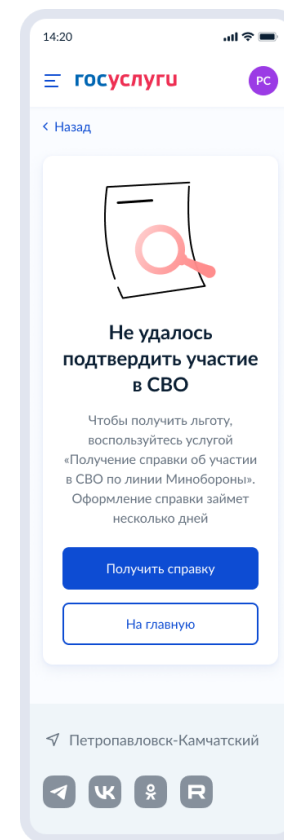 14:20
госуслуги
РС
Назад
Не удалось
подтвердить участие
в СВО
Чтобы получить льготу,
воспользуйтесь услугой
«Получение справки об участии
в СВО по линии Минобороны».
Оформление справки займет
несколько дней
Получить справку
На главную
Петропавловск-Камчатский